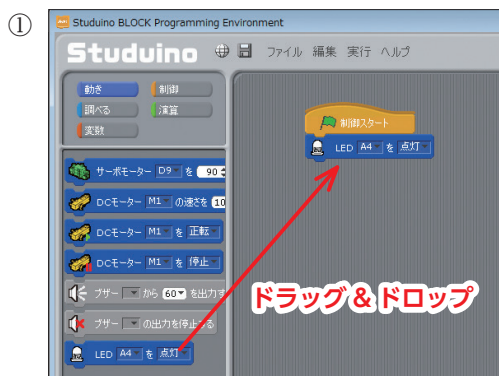 ①
Studuino BLOCK Programming Environment
Studuino ファイル 編集 実行 ヘルプ
動き 制御
調べる 演算
変数
制御スタート
LED A4 を 点灯
サーボモーター D9 を 90
DCモーター M1 の速さを 10
DCモーター M1 を 正転
DCモーター M1 を 停止
ブザー から 60 を出力す
ブザー の出力を停止する
LED A4 を 点灯
ドラッグ&ドロップ